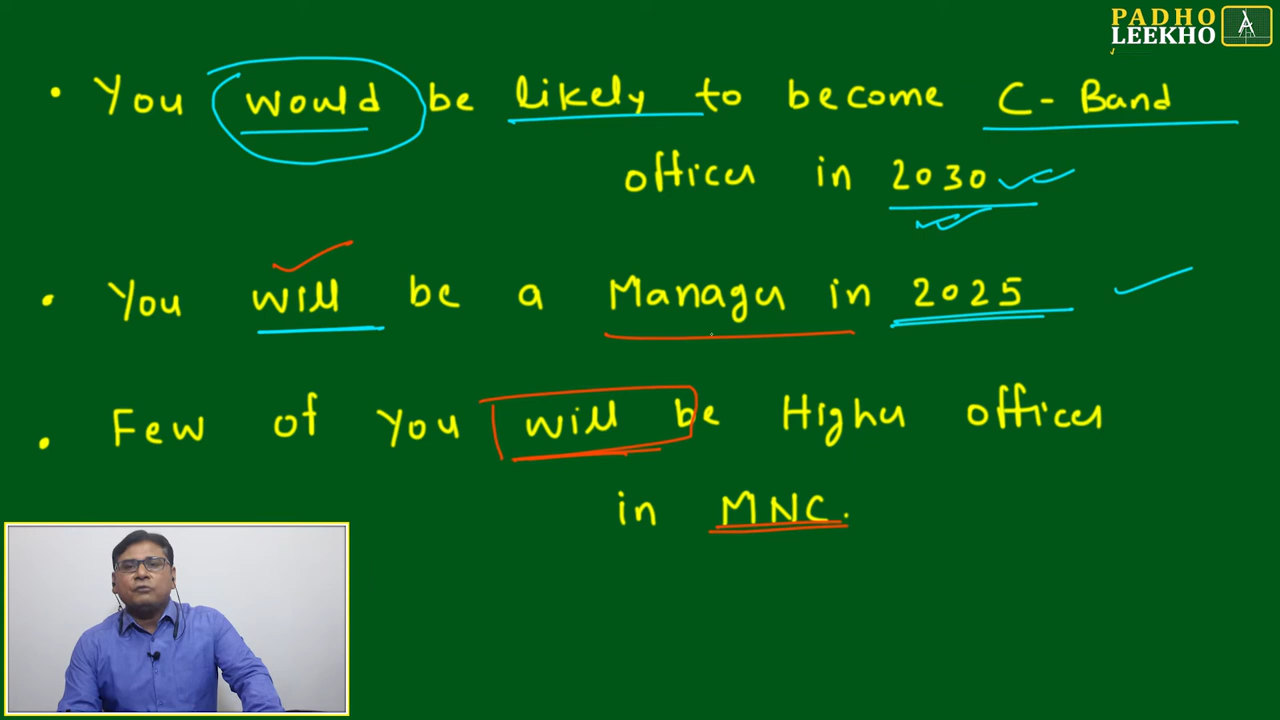 PADHO
LEEKHO
• You would be likely to become C-Band
officer in 2030
• You will be a Manager in 2025
• Few of you will be Higher officer
in MNC.